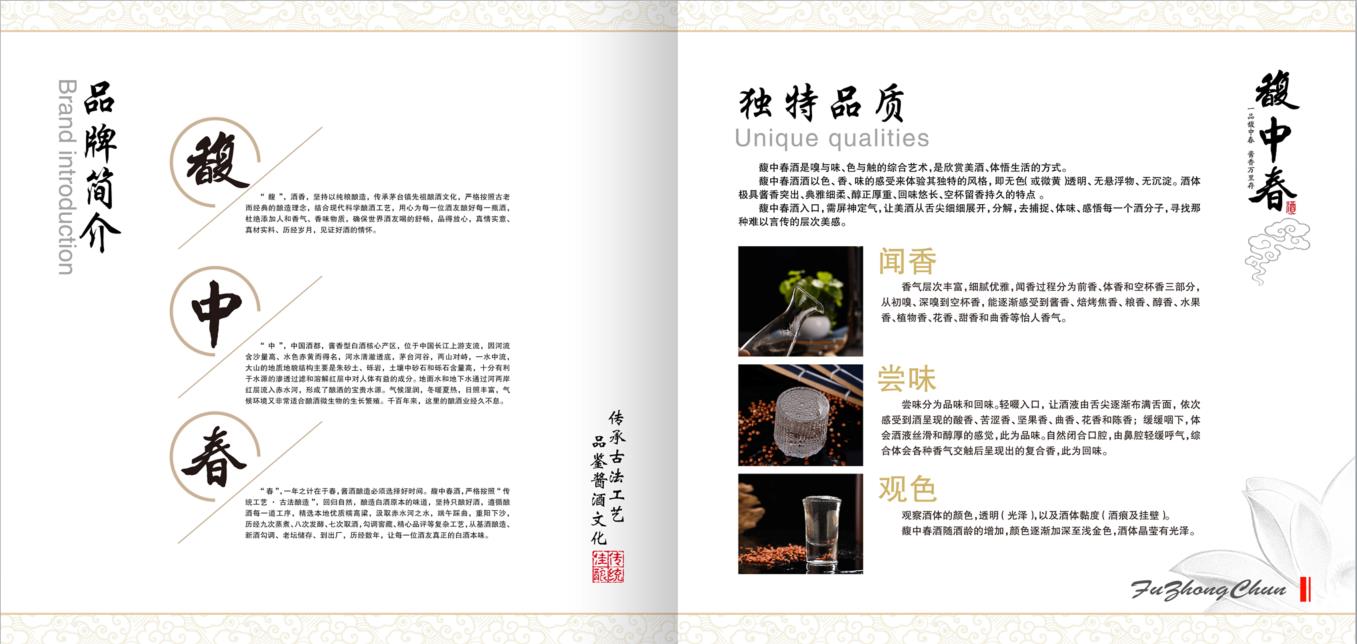 品牌简介
Brand introduction
馥
“ 馥 ”，酒香，坚持以纯粮酿造，传承茅台镇先祖酿酒文化，严格按照古老
而经典的酿造理念，结合现代科学酿酒工艺，用心为每一位酒友酿好每一瓶酒，
杜绝添加人和香气、香味物质，确保世界酒友喝的舒畅，品得放心，真情实意、
真材实料、历经岁月，见证好酒的情怀。
中
“ 中 ”，中国酒都，酱香型白酒核心产区，位于中国长江上游支流，因河流
含沙量高、水色赤黄而得名，河水清澈透底，茅台河谷，两山对峙，一水中流，
大山的地质地貌结构主要是朱砂土、砾岩，土壤中砂石和砾石含量高，十分有利
于水源的渗透过滤和溶解红层中对人体有益的成分。地面水和地下水通过河两岸
红层流入赤水河，形成了酿酒的宝贵水源。气候湿润，冬暖夏热，日照丰富，气
候环境又非常适合酿酒微生物的生长繁殖。千百年来，这里的酿酒业经久不息。
春
“春”，一年之计在于春，酱酒酿造必须选择好时间。馥中春酒，严格按照“传
统工艺 · 古法酿造”，回归自然，酿造白酒原本的味道，坚持只酿好酒，遵循酿
酒每一道工序，精选本地优质糯高粱，汲取赤水河之水，端午踩曲，重阳下沙，
历经九次蒸煮、八次发酵、七次取酒，勾调窖藏、精心品评等复杂工艺，从基酒酿造、
新酒勾调、老坛储存、到出厂，历经数年，让每一位酒友真正的白酒本味。
传承古法工艺
品鉴酱酒文化
传统
佳酿
独特品质
Unique qualities
馥中春酒是嗅与味、色与触的综合艺术，是欣赏美酒、体悟生活的方式。
馥中春酒酒以色、香、味的感受来体验其独特的风格，即无色( 或微黄 )透明、无悬浮物、无沉淀。酒体
极具酱香突出、典雅细柔、醇正厚重、回味悠长、空杯留香持久的特点 。
馥中春酒入口，需屏神定气，让美酒从舌尖细细展开，分解，去捕捉、体味、感悟每一个酒分子，寻找那
种难以言传的层次美感。
闻香
香气层次丰富，细腻优雅，闻香过程分为前香、体香和空杯香三部分，
从初嗅、深嗅到空杯香，能逐渐感受到酱香、焙烤焦香、粮香、醇香、水果
香、植物香、花香、甜香和曲香等怡人香气。
尝味
尝味分为品味和回味。轻啜入口，让酒液由舌尖逐渐布满舌面，依次
感受到酒呈现的酸香、苦涩香、坚果香、曲香、花香和陈香；缓缓咽下，体
会酒液丝滑和醇厚的感觉，此为品味。自然闭合口腔，由鼻腔轻缓呼气，综
合体会各种香气交触后呈现出的复合香，此为回味。
观色
观察酒体的颜色，透明（ 光泽 ），以及酒体黏度（ 酒痕及挂壁 ）。
馥中春酒随酒龄的增加，颜色逐渐加深至浅金色，酒体晶莹有光泽。
馥中春
酒
一品馥中春 酱香万里存
FuZhongChun